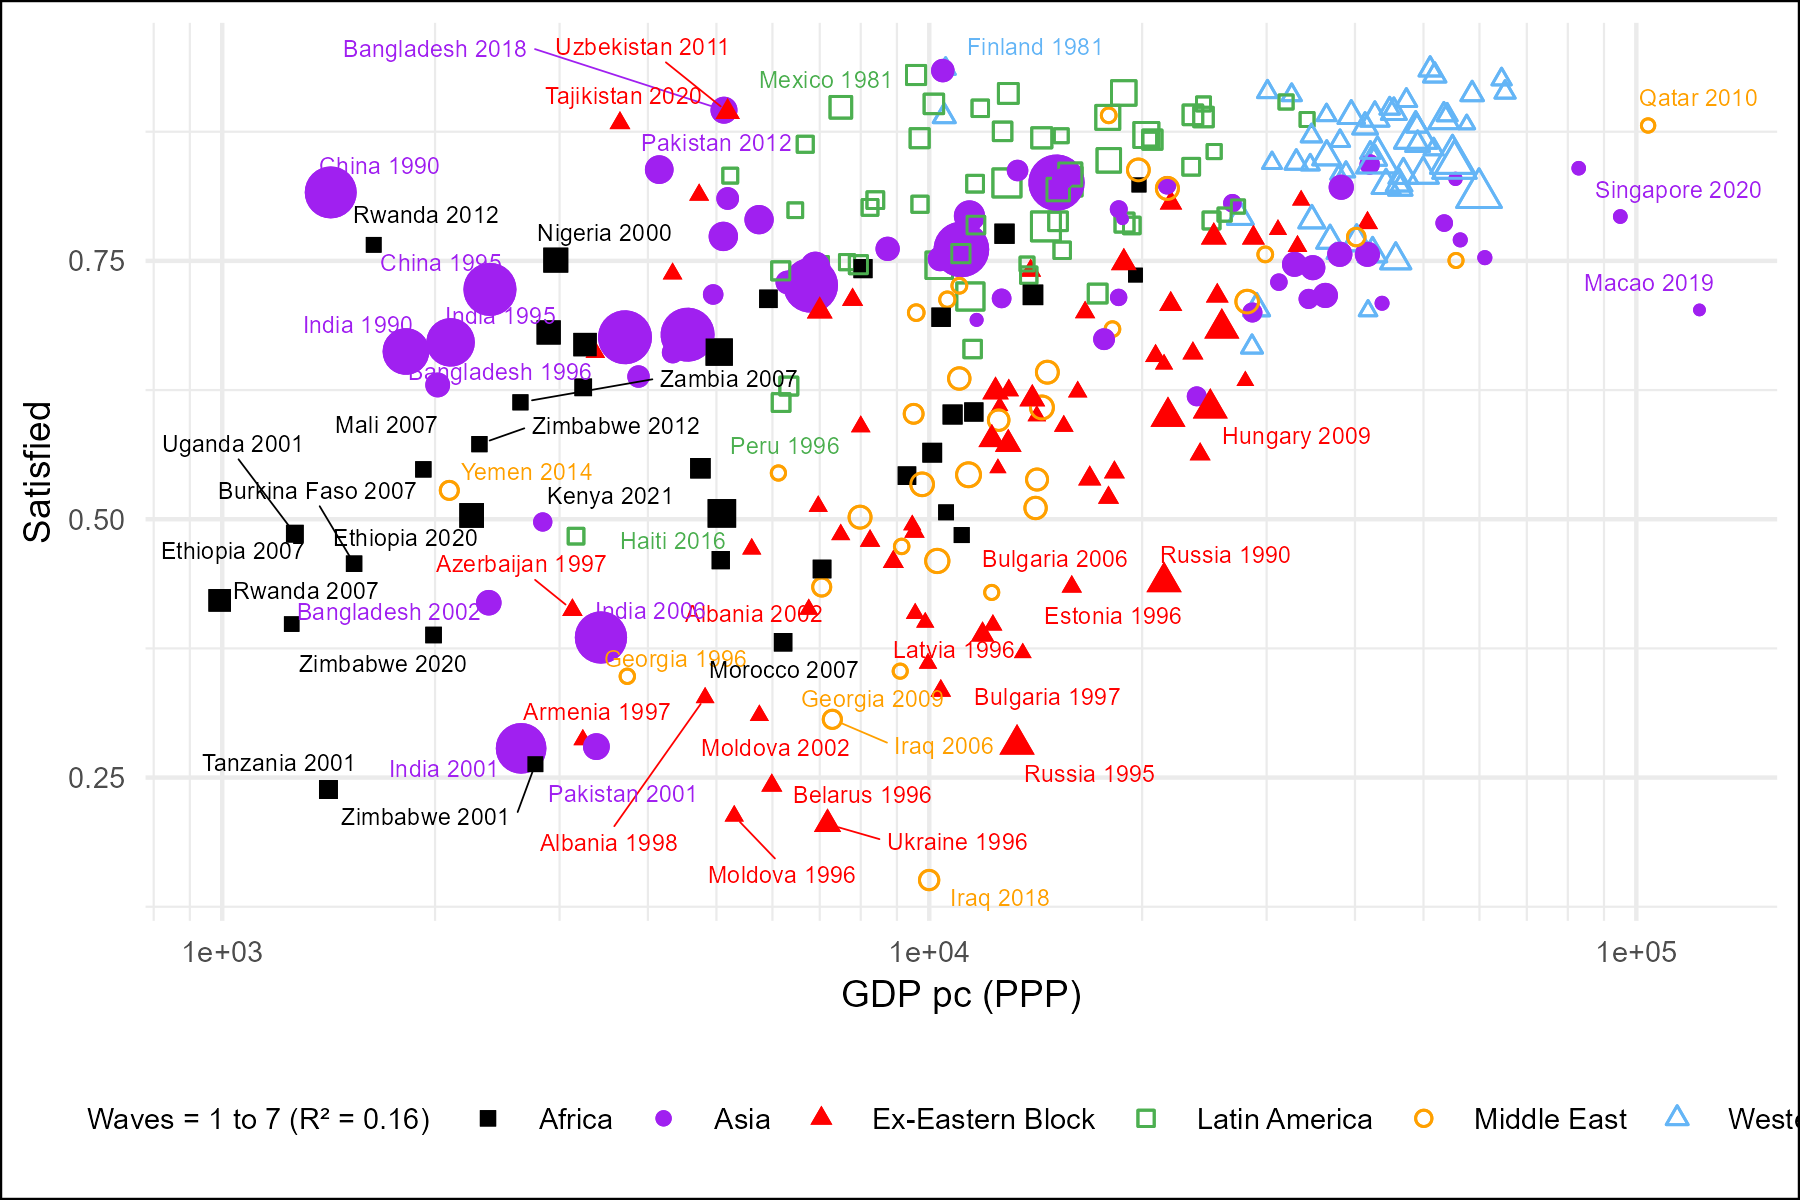 Bangladesh 2018
Uzbekistan 2011
Finland 1981
Mexico 1981
Tajikistan 2020
Qatar 2010
Pakistan 2012
China 1990
Singapore 2020
Rwanda 2012
Nigeria 2000
China 1995
Macao 2019
India 1995
India 1990
Bangladesh 1996
Zambia 2007
Mali 2007
Zimbabwe 2012
Uganda 2001
Peru 1996
Hungary 2009
Yemen 2014
Burkina Faso 2007
Kenya 2021
Ethiopia 2020
Haiti 2016
Ethiopia 2007
Azerbaijan 1997
Bulgaria 2006
Russia 1990
Rwanda 2007
Bangladesh 2002
India 2006
Albania 2002
Estonia 1996
Zimbabwe 2020
Georgia 1996
Morocco 2007
Latvia 1996
Georgia 2009
Bulgaria 1997
Armenia 1997
Moldova 2002
Iraq 2006
Tanzania 2001
India 2001
Russia 1995
Pakistan 2001
Belarus 1996
Zimbabwe 2001
Albania 1998
Ukraine 1996
Moldova 1996
Iraq 2018
0.75
0.50
0.25
Satisfied
1e+03
1e+04
1e+05
GDP pc (PPP)
Waves = 1 to 7 (R² = 0.16)
Africa
Asia
Ex-Eastern Block
Latin America
Middle East